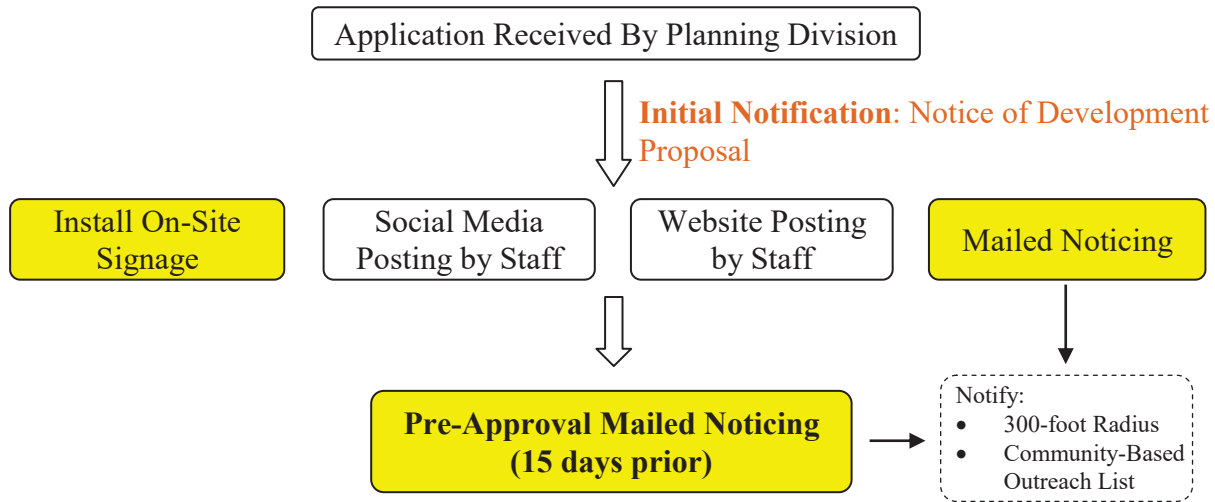 Application Received By Planning Division
Initial Notification: Notice of Development
Proposal
Install On-Site
Signage
Social Media
Posting by Staff
Website Posting
by Staff
Mailed Noticing
Pre-Approval Mailed Noticing
(15 days prior)
Notify:
• 300-foot Radius
• Community-Based
Outreach List